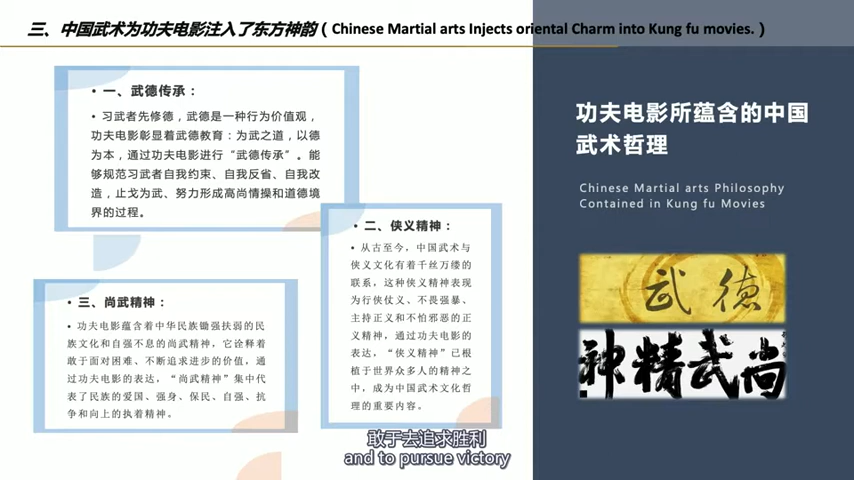 三、中国武术为功夫电影注入了东方神韵（Chinese Martial arts Injects oriental Charm into Kung fu movies.）
• 一、武德传承：
• 习武者先修德，武德是一种行为价值观，
功夫电影彰显着武德教育：为武之道，以德
为本，通过功夫电影进行“武德传承”。能
够规范习武者自我约束、自我反省、自我改
造，止戈为武、努力形成高尚情操和道德境
界的过程。
• 二、侠义精神：
• 从古至今，中国武术与
侠义文化有着千丝万缕的
联系，这种侠义精神表现
为行侠仗义、不畏强暴、
主持正义和不怕邪恶的正
义精神，通过功夫电影的
表达，“侠义精神”已根
植于世界众多人的精神之
中，成为中国武术文化哲
理的重要内容。
• 三、尚武精神：
• 功夫电影蕴含着中华民族锄强扶弱的民
族文化和自强不息的尚武精神，它诠释着
敢于面对困难、不断追求进步的价值，通
过功夫电影的表达，“尚武精神”集中代
表了民族的爱国、强身、保民、自强、抗
争和向上的执着精神。
功夫电影所蕴含的中国
武术哲理
Chinese Martial arts Philosophy
Contained in Kung fu Movies
武德
神精武尚
敢于去追求胜利
and to pursue victory